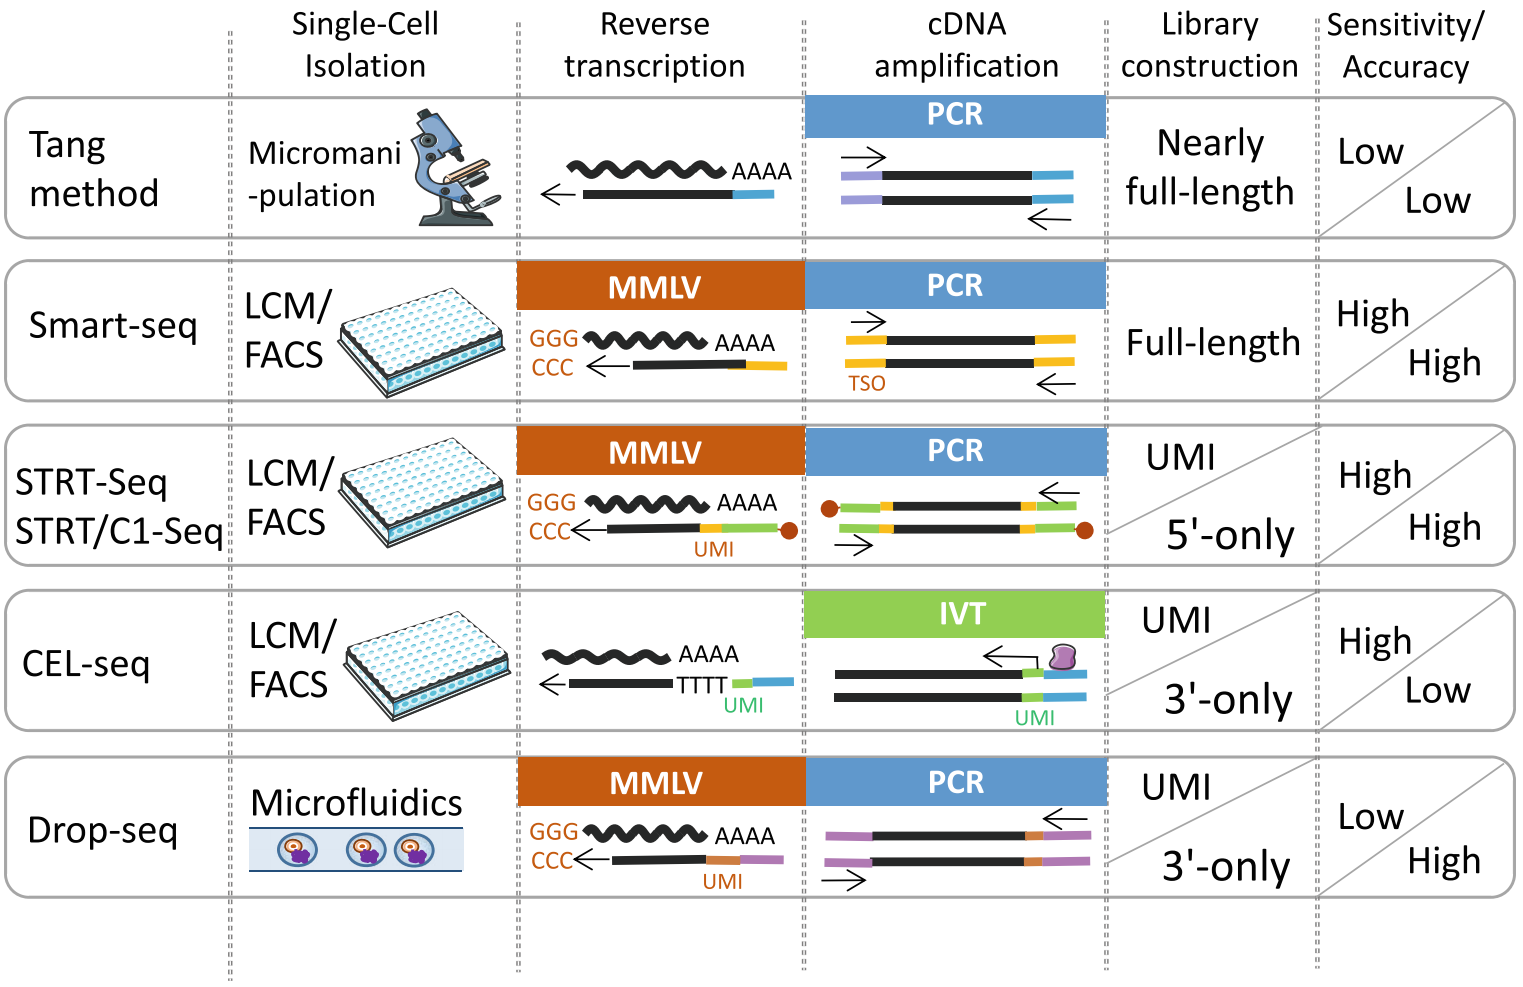 Single-Cell
Isolation
Reverse
transcription
cDNA
amplification
Library
construction
Sensitivity/
Accuracy
Tang
method
Micromani
-pulation
AAAA
PCR
Nearly
full-length
Low
Low
Smart-seq
LCM/
FACS
MMLV
GGG
AAAA
CCC
PCR
TSO
Full-length
High
High
STRT-Seq
STRT/C1-Seq
LCM/
FACS
MMLV
GGG
AAAA
CCC
UMI
PCR
UMI
5'-only
High
High
CEL-seq
LCM/
FACS
AAAA
TTTT
UMI
IVT
UMI
UMI
3'-only
High
Low
Drop-seq
Microfluidics
MMLV
GGG
AAAA
CCC
UMI
PCR
UMI
3'-only
Low
High